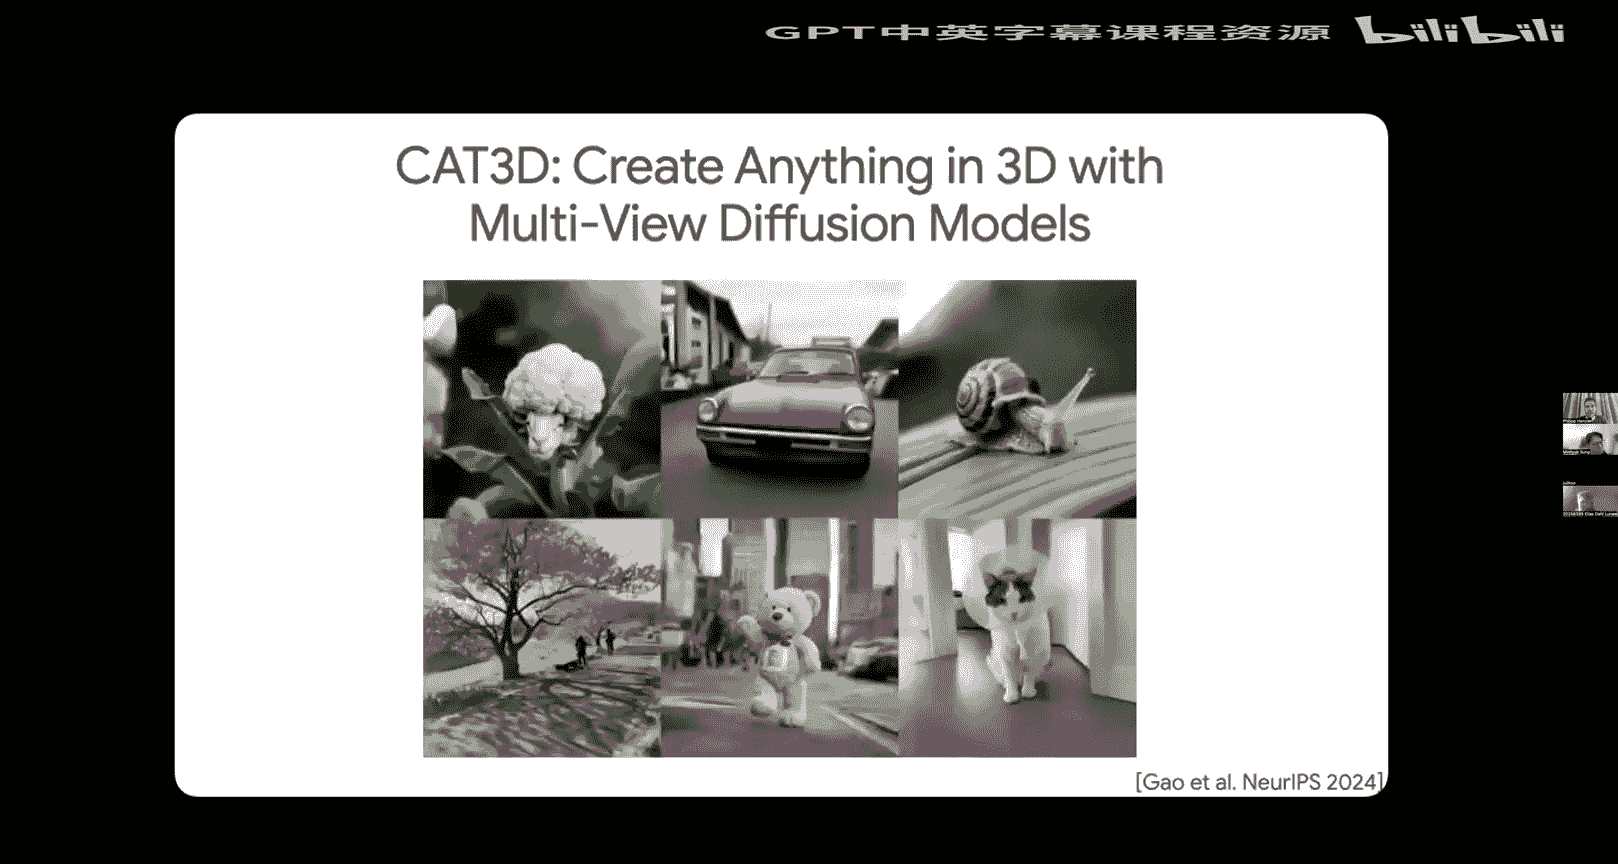 GPT中英字幕课程资源 bilibili
CAT3D: Create Anything in 3D with
Multi-View Diffusion Models
[Gao et al. NeurIPS 2024]